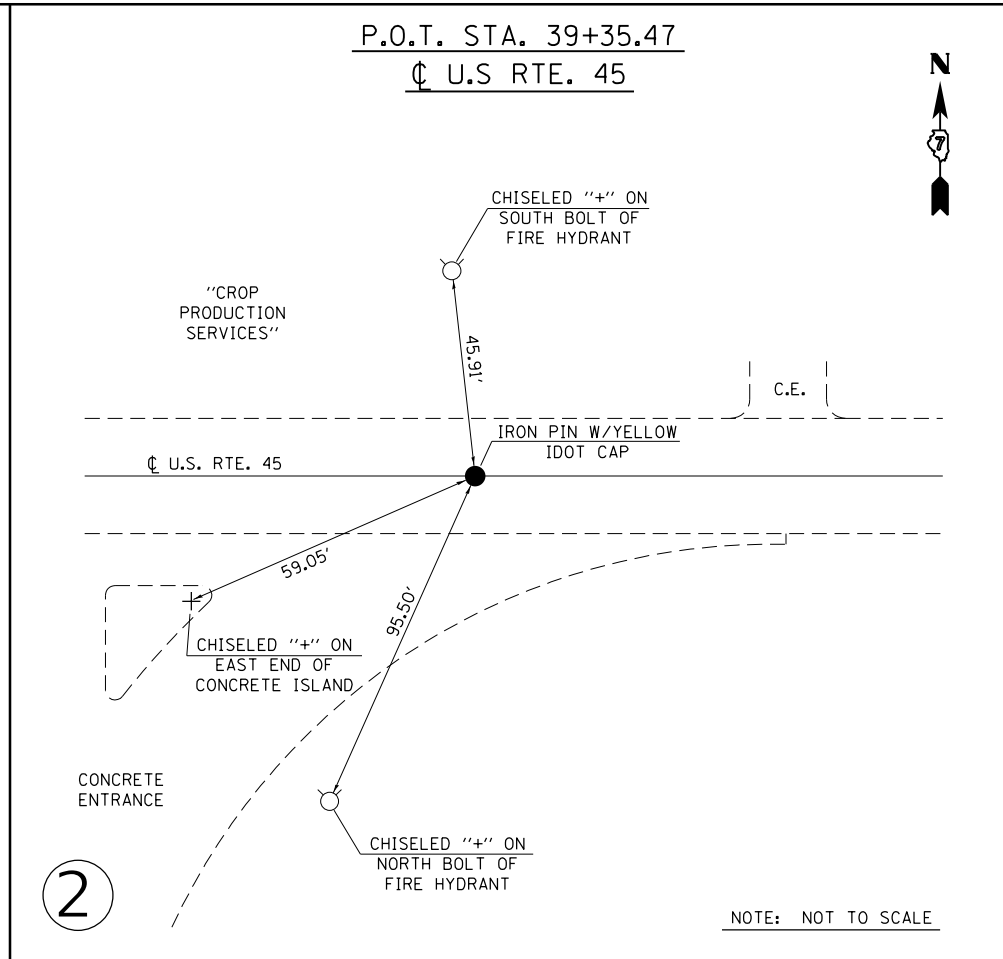 P.O.T. STA. 39+35.47
℄ U.S RTE. 45
N
7
CHISELED "+" ON
SOUTH BOLT OF
FIRE HYDRANT
"CROP
PRODUCTION
SERVICES"
45.91'
C.E.
IRON PIN W/YELLOW
IDOT CAP
℄ U.S. RTE. 45
59.05'
95.50'
CHISELED "+" ON
EAST END OF
CONCRETE ISLAND
CONCRETE
ENTRANCE
CHISELED "+" ON
NORTH BOLT OF
FIRE HYDRANT
2
NOTE: NOT TO SCALE